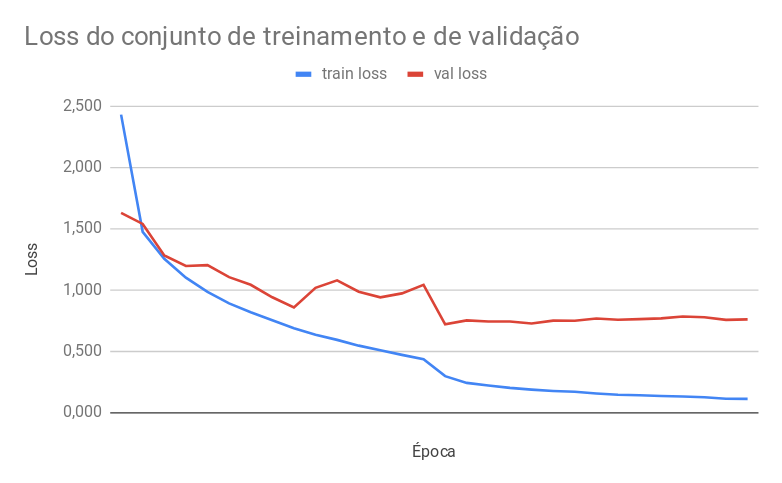 Loss do conjunto de treinamento e de validação
train loss
val loss
2,500
2,000
1,500
1,000
0,500
0,000
Loss
Época